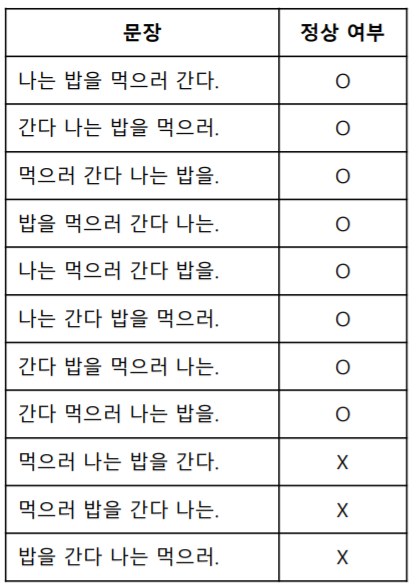 문장 정상 여부
나는 밥을 먹으러 간다. O
간다 나는 밥을 먹으러. O
먹으러 간다 나는 밥을. O
밥을 먹으러 간다 나는. O
나는 먹으러 간다 밥을. O
나는 간다 밥을 먹으러. O
간다 밥을 먹으러 나는. O
간다 먹으러 나는 밥을. O
먹으러 나는 밥을 간다. X
먹으러 밥을 간다 나는. X
밥을 간다 나는 먹으러. X